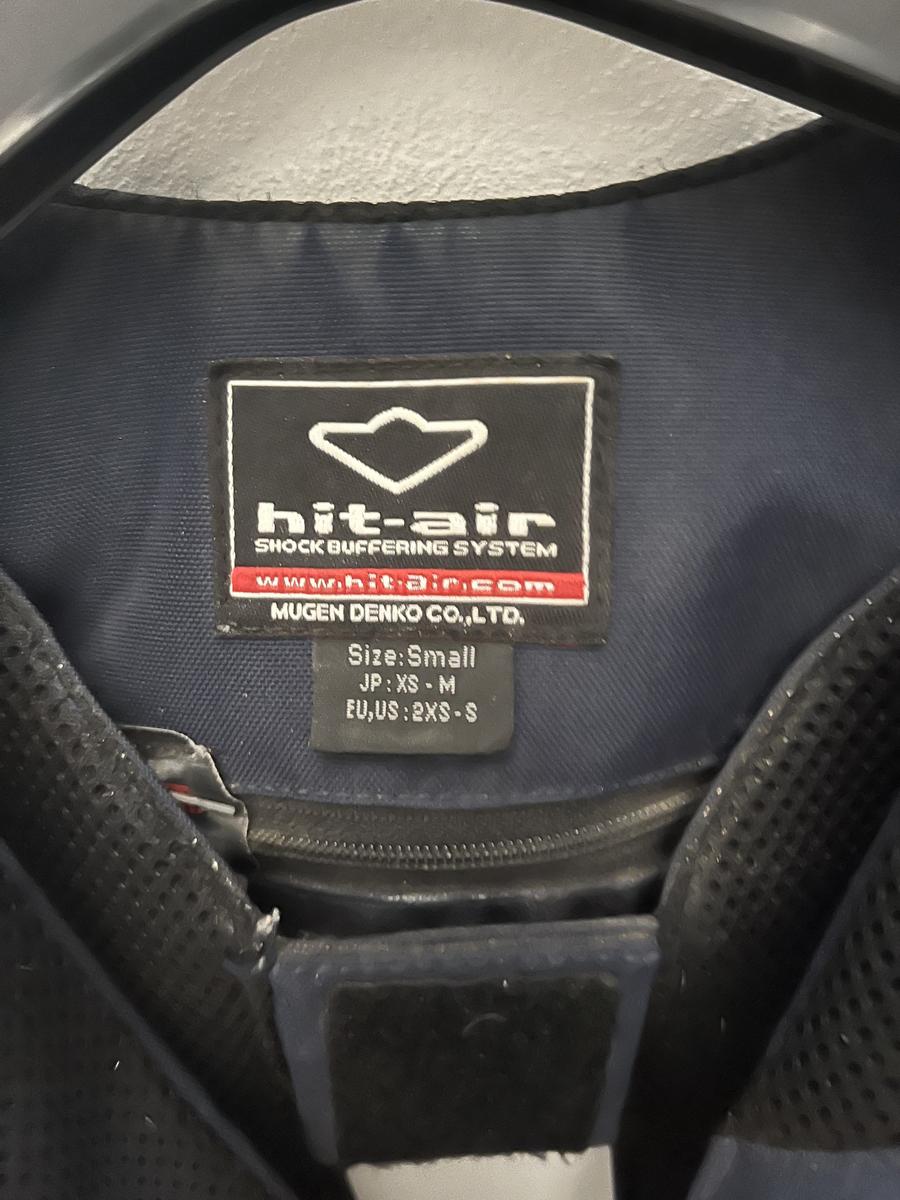 hit-air
SHOCK BUFFERING SYSTEM
www.hit-air.com
MUGEN DENKO CO.,LTD.
Size:Small
JP:XS-M
EU,US:2XS-S